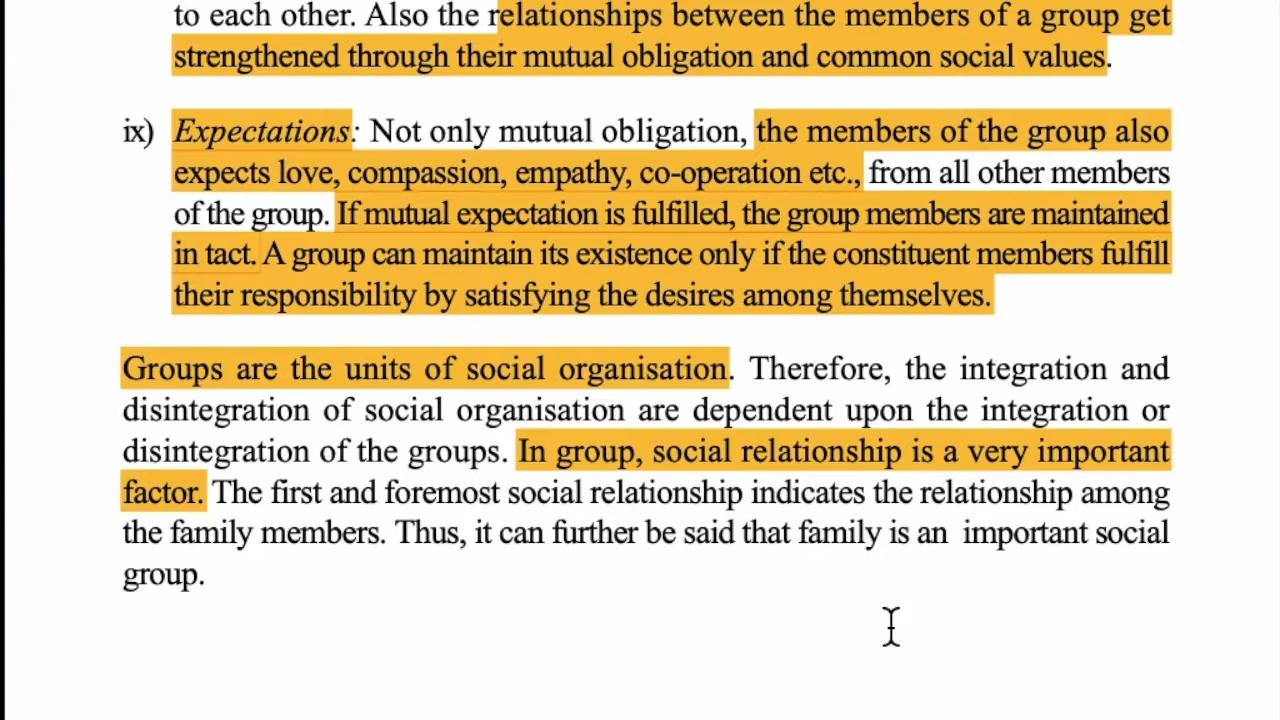 to each other. Also the relationships between the members of a group get
strengthened through their mutual obligation and common social values.
ix) Expectations: Not only mutual obligation, the members of the group also
expects love, compassion, empathy, co-operation etc., from all other members
of the group. If mutual expectation is fulfilled, the group members are maintained
in tact. A group can maintain its existence only if the constituent members fulfill
their responsibility by satisfying the desires among themselves.
Groups are the units of social organisation. Therefore, the integration and
disintegration of social organisation are dependent upon the integration or
disintegration of the groups. In group, social relationship is a very important
factor. The first and foremost social relationship indicates the relationship among
the family members. Thus, it can further be said that family is an important social
group.